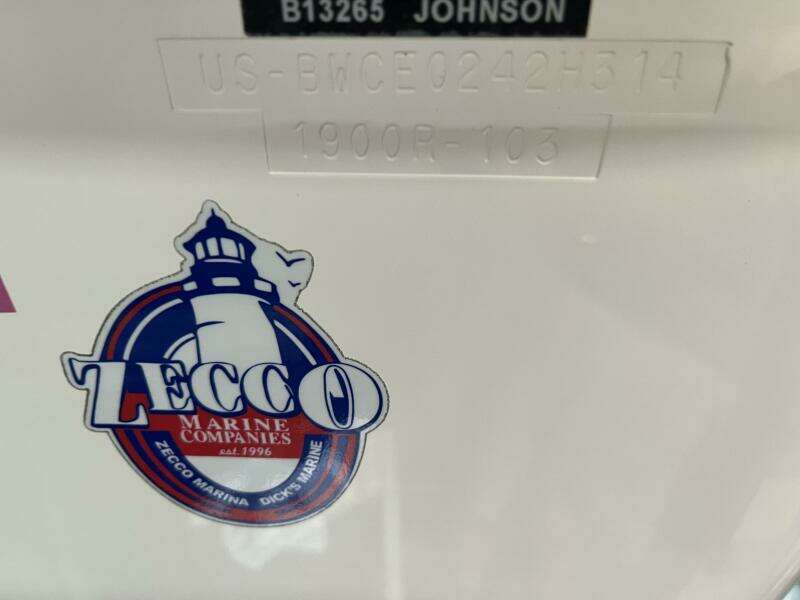 B13265 JOHNSON
US-BWCE0242H514
1900R-103
ZECCO
MARINE
COMPANIES
est. 1996
ZECCO MARINA DICK'S MARINE